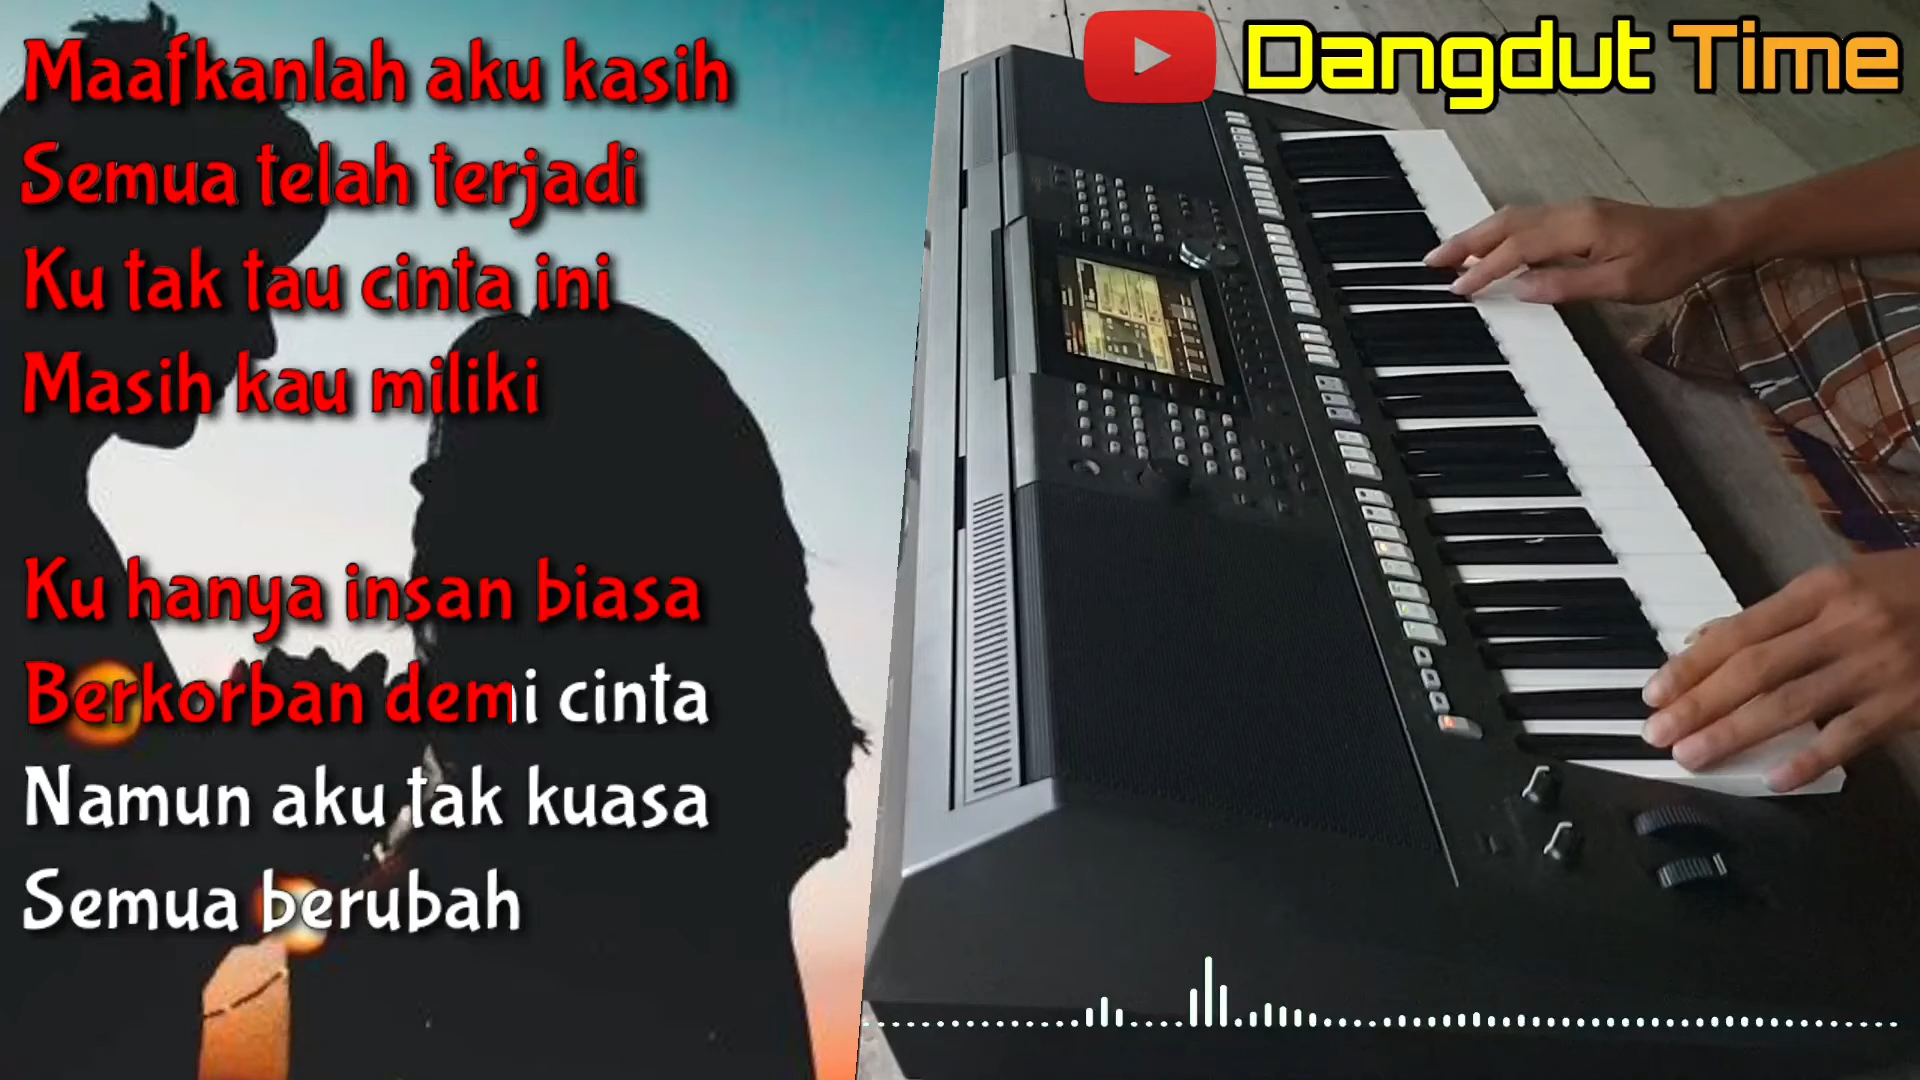 Maafkanlah aku kasih
Semua telah terjadi
Ku tak tau cinta ini
Masih kau miliki
Ku hanya insan biasa
Berkorban demi cinta
Namun aku tak kuasa
Semua berubah
Dangdut Time